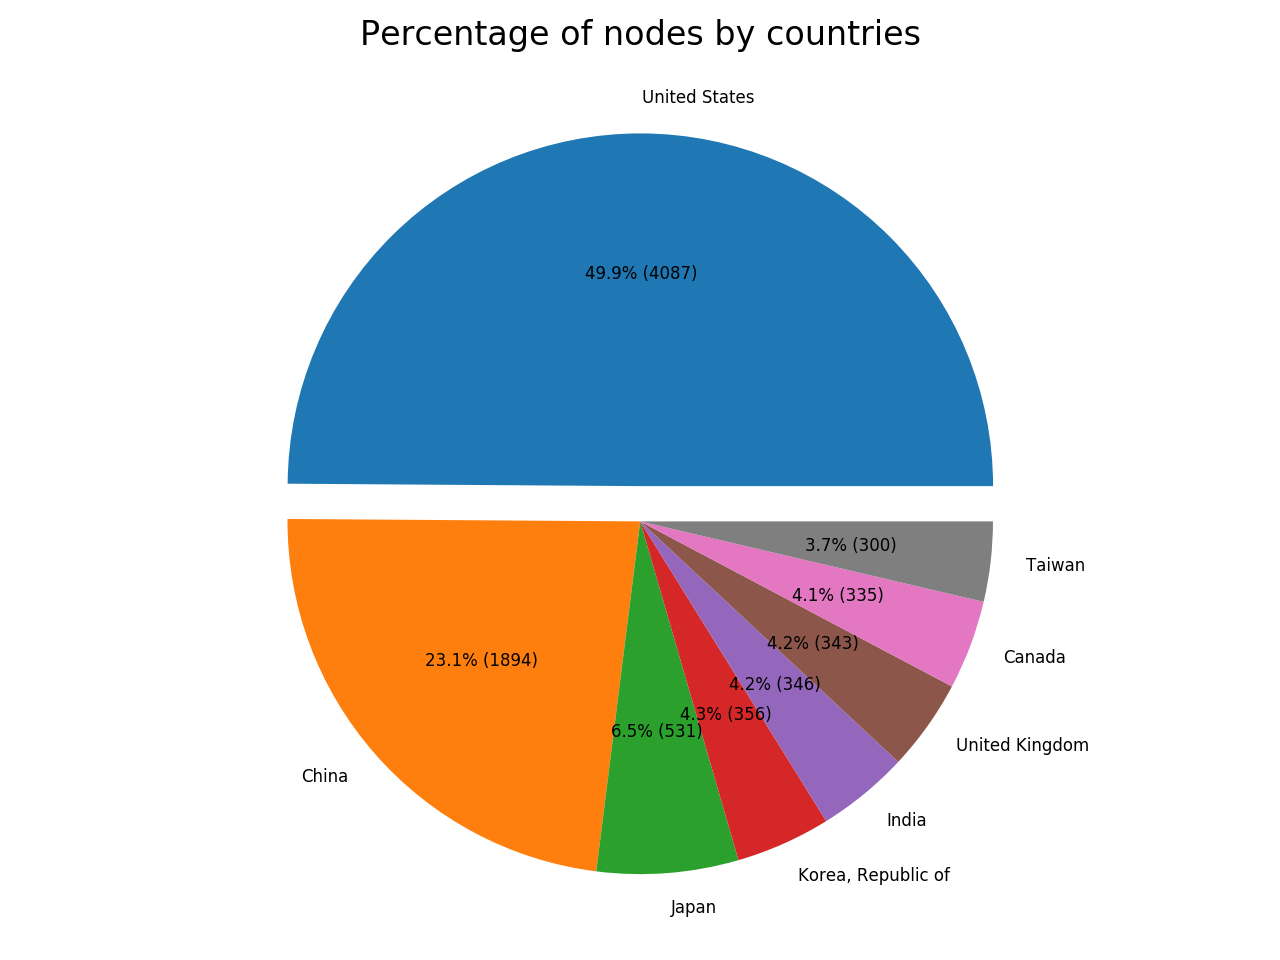 Percentage of nodes by countries
United States
49.9% (4087)
3.7% (300)
Taiwan
4.1% (335)
Canada
4.2% (343)
23.1% (1894)
4.2% (346)
4.3% (356)
6.5% (531)
United Kingdom
China
India
Korea, Republic of
Japan